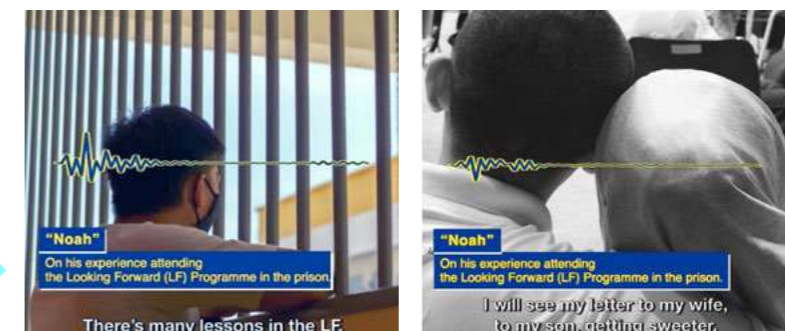 “Noah”
On his experience attending
the Looking Forward (LF) Programme in the prison.
There's many lessons in the LF.
“Noah”
On his experience attending
the Looking Forward (LF) Programme in the prison.
I will see my letter to my wife,
to my son, getting sweeter.